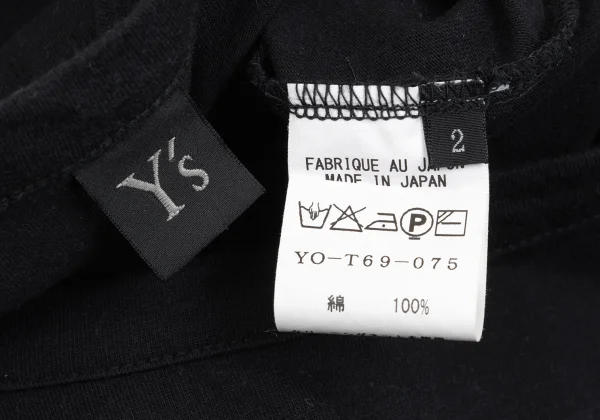 Y's
2
FABRIQUE AU JAPON
MADE IN JAPAN
P
YO-T69-075
綿 100%